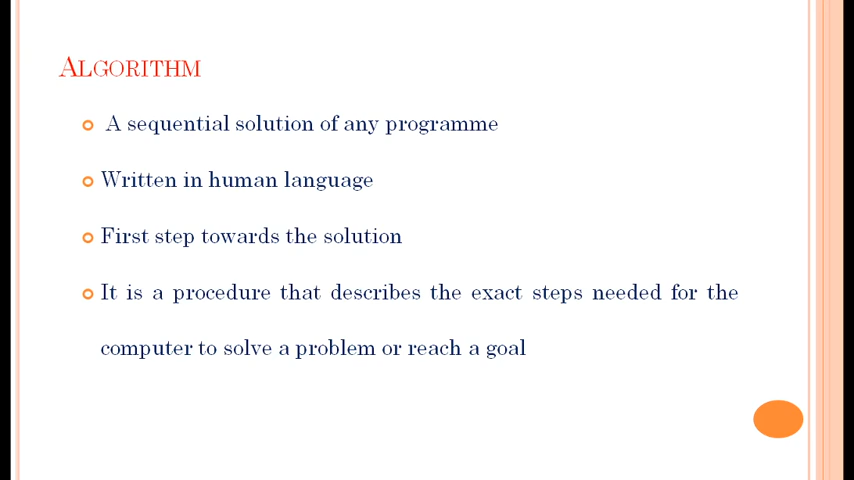 ALGORITHM
A sequential solution of any programme
Written in human language
First step towards the solution
It is a procedure that describes the exact steps needed for the
computer to solve a problem or reach a goal